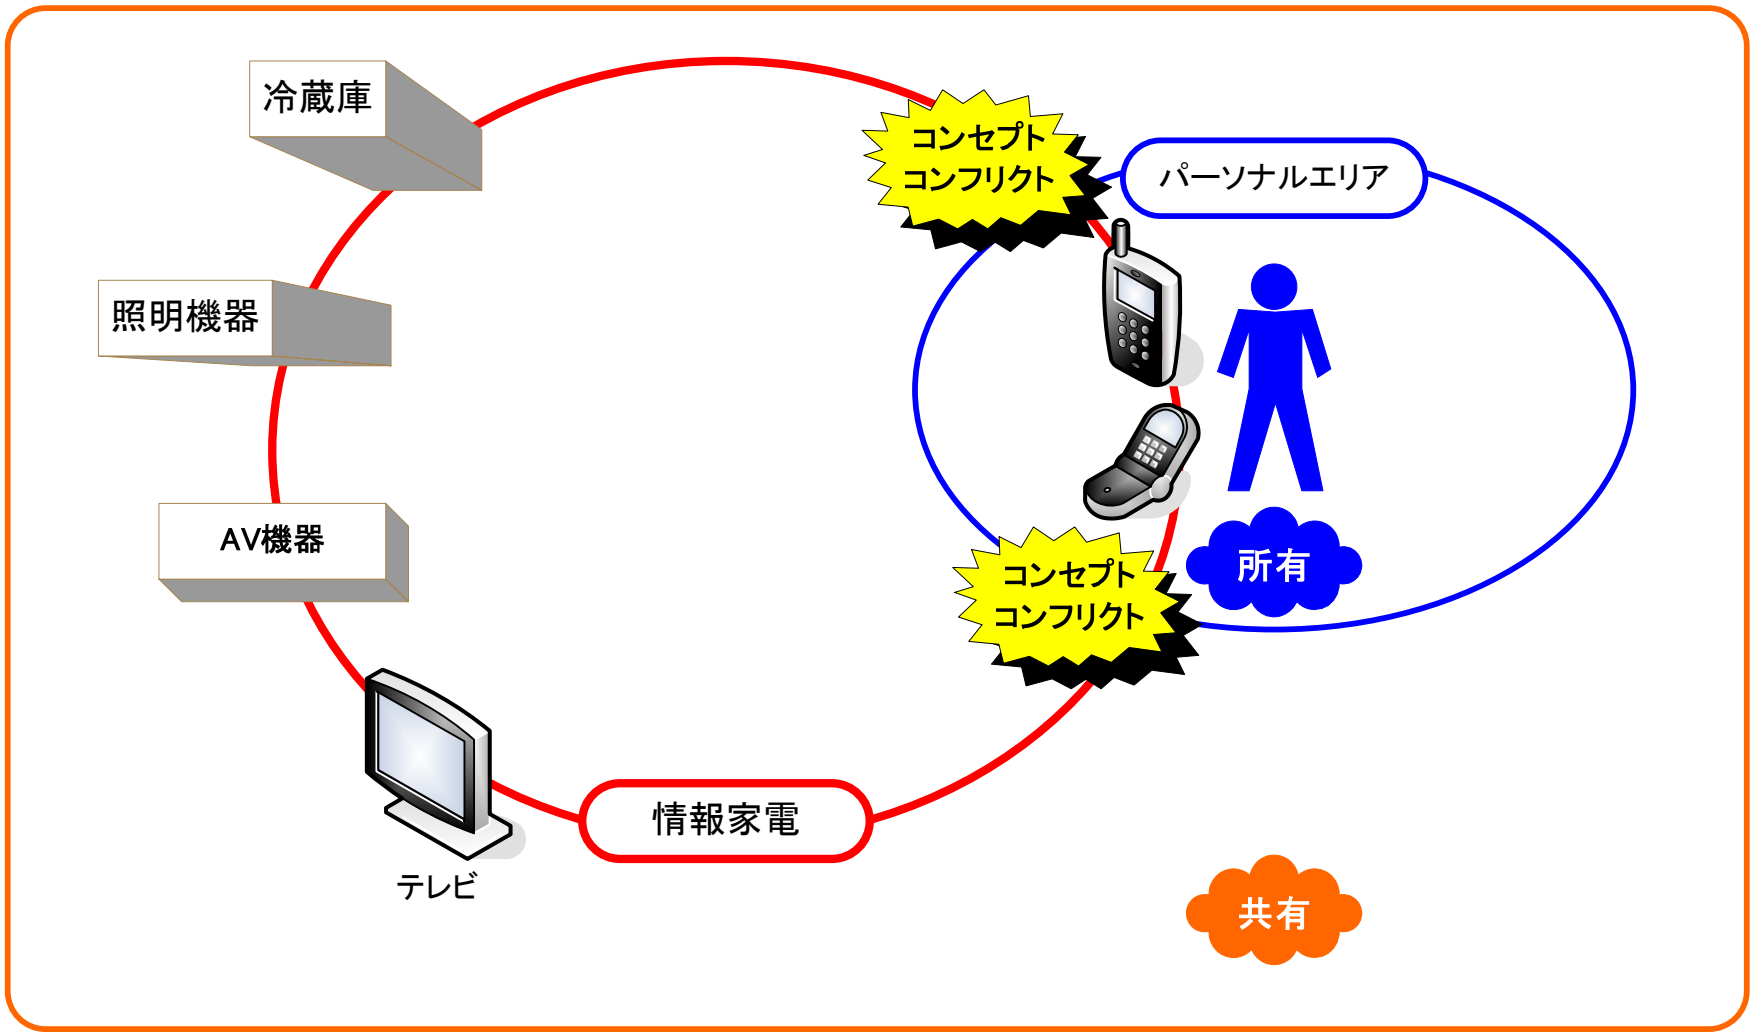 冷蔵庫
コンセプト
コンフリクト
パーソナルエリア
照明機器
AV機器
所有
コンセプト
コンフリクト
情報家電
テレビ
共有